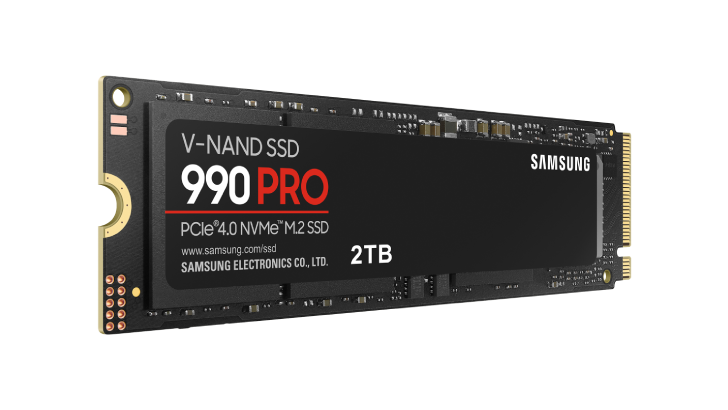 V-NAND SSD
990 PRO
PCIe®4.0 NVMe™ M.2 SSD
www.samsung.com/ssd
SAMSUNG ELECTRONICS CO., LTD.
2TB
SAMSUNG